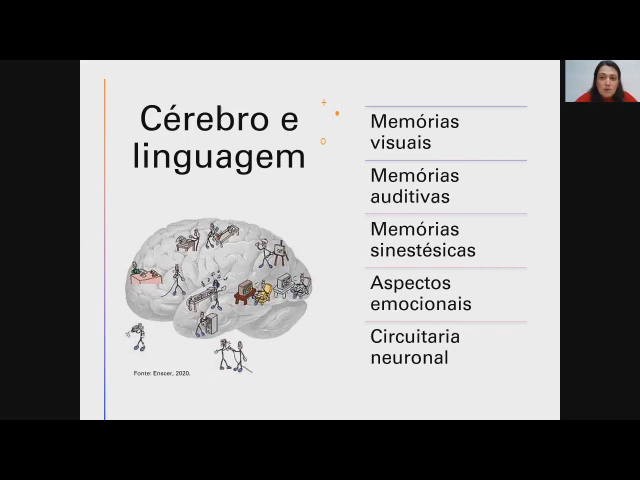 Cérebro e
linguagem
Memórias
visuais
Memórias
auditivas
Memórias
sinestésicas
Aspectos
emocionais
Circuitaria
neuronal
Fonte: Enscer, 2020.